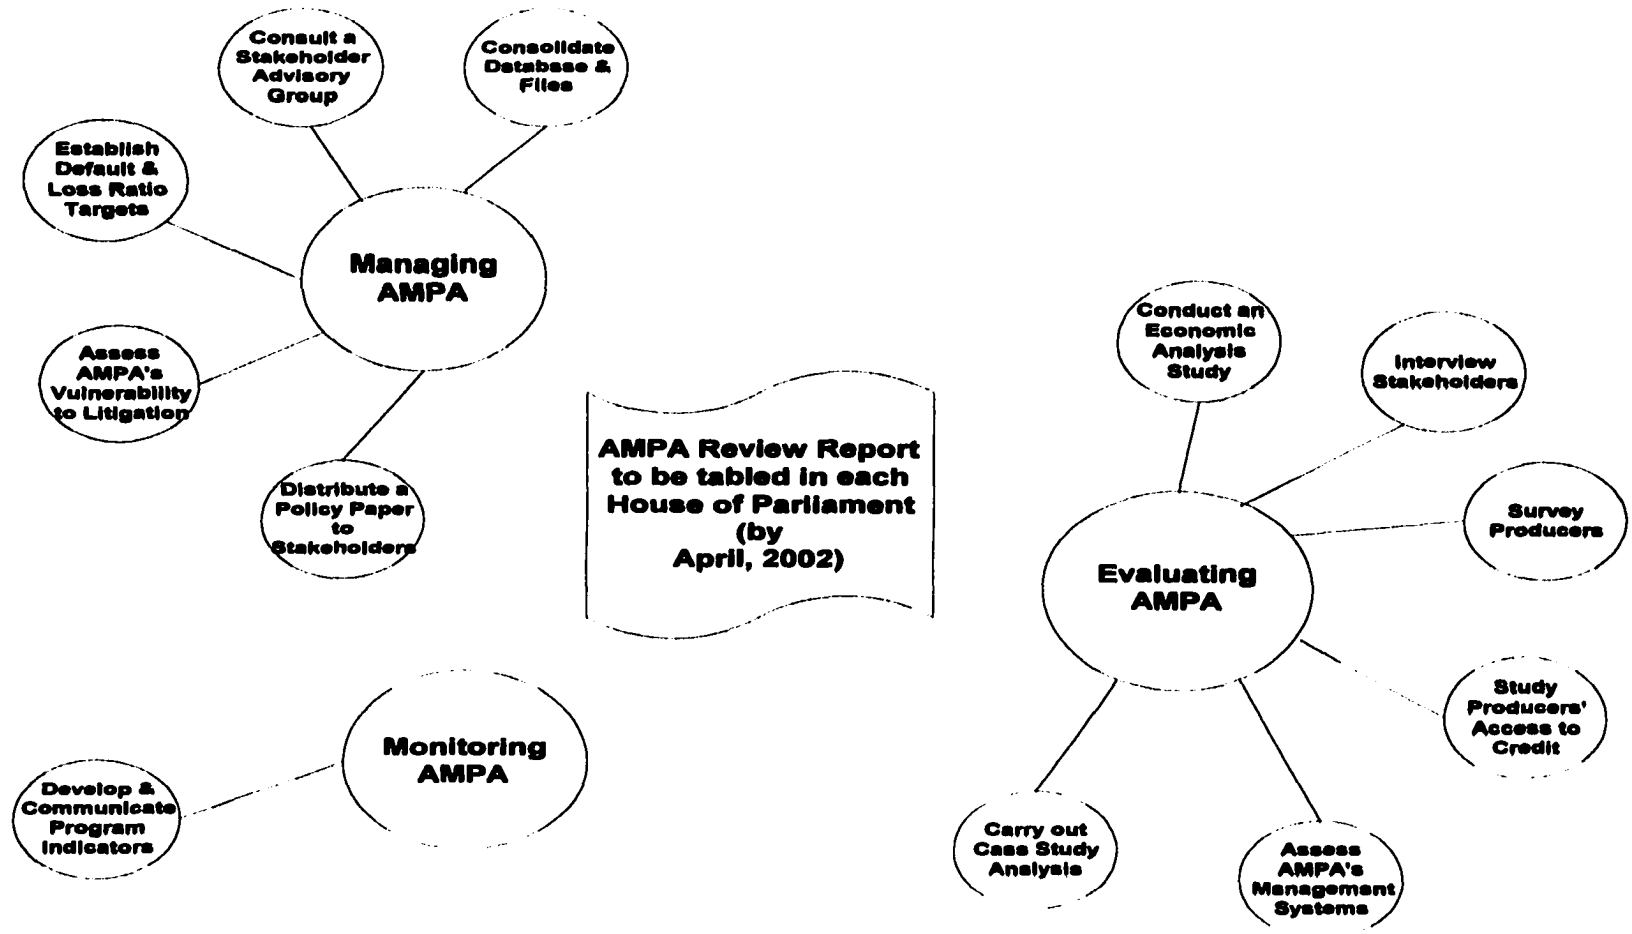 Consult a
Stakeholder
Advisory
Group
Consolidate
Database &
Files
Establish
Default &
Loss Ratio
Targets
Managing
AMPA
Assess
AMPA's
Vulnerability
to Litigation
Distribute a
Policy Paper
to
Stakeholders
AMPA Review Report
to be tabled in each
House of Parliament
(by
April, 2002)
Conduct an
Economic
Analysis
Study
Interview
Stakeholders
Survey
Producers
Evaluating
AMPA
Study
Producers'
Access to
Credit
Monitoring
AMPA
Develop &
Communicate
Program
Indicators
Carry out
Case Study
Analysis
Assess
AMPA's
Management
Systems